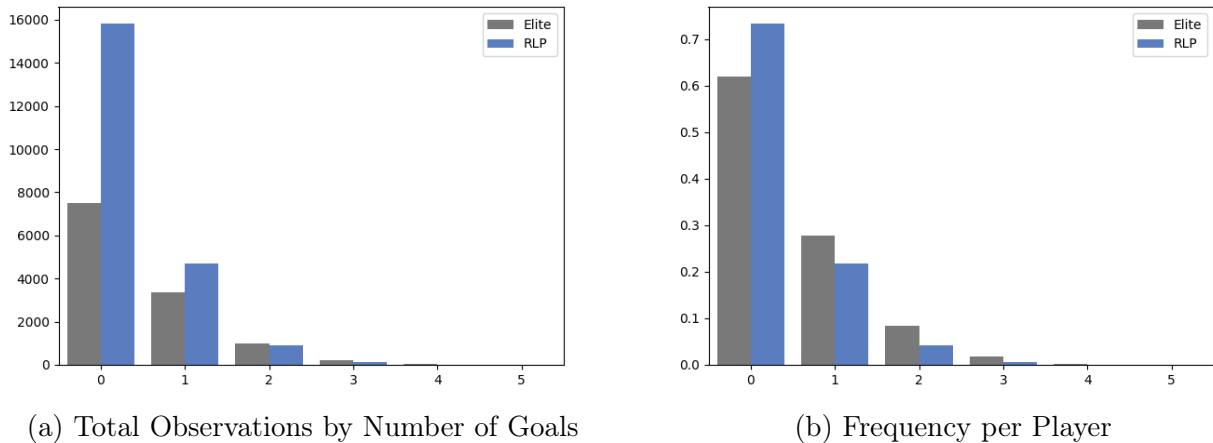 16000
14000
12000
10000
8000
6000
4000
2000
0
0 1 2 3 4 5
Elite
RLP
(a) Total Observations by Number of Goals
0.7
0.6
0.5
0.4
0.3
0.2
0.1
0.0
0 1 2 3 4 5
Elite
RLP
(b) Frequency per Player